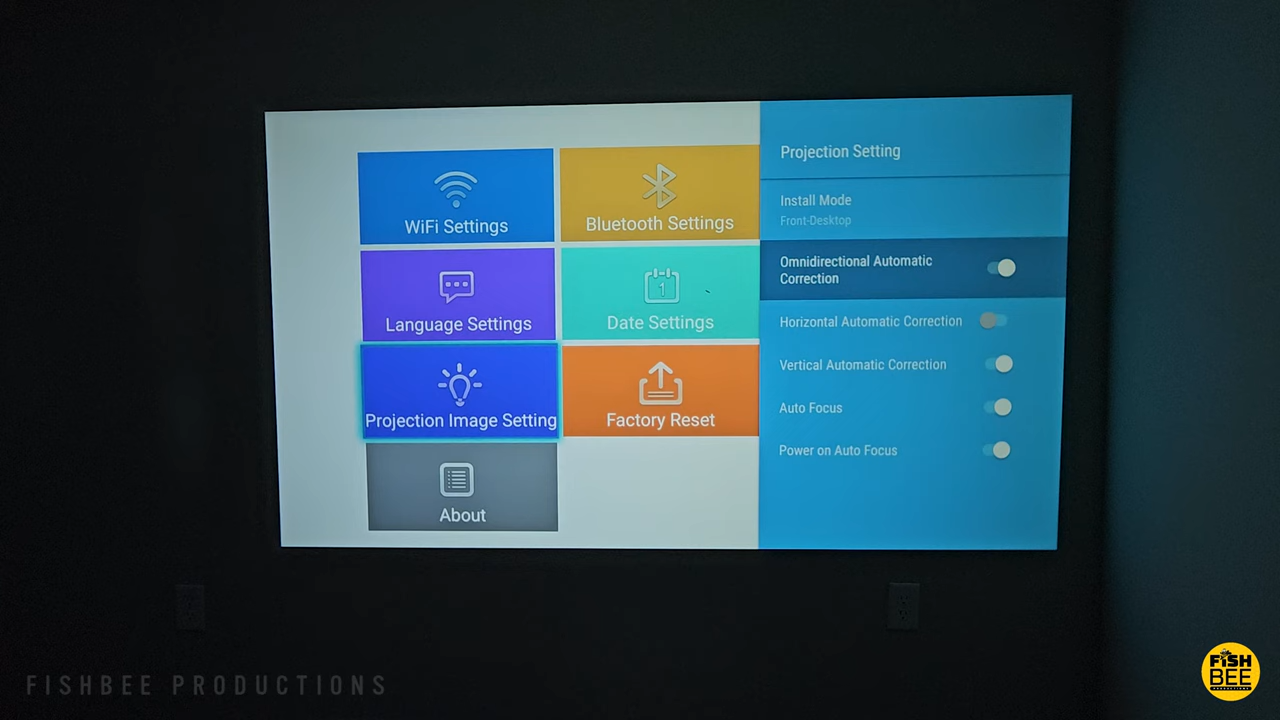 WiFi Settings
Bluetooth Settings
Language Settings
1
Date Settings
Projection Image Setting
Factory Reset
About
Projection Setting
Install Mode
Front-Desktop
Omnidirectional Automatic
Correction
Horizontal Automatic Correction
Vertical Automatic Correction
Auto Focus
Power on Auto Focus
FISHBEE PRODUCTIONS
FISH
BEE
PRODUCTIONS